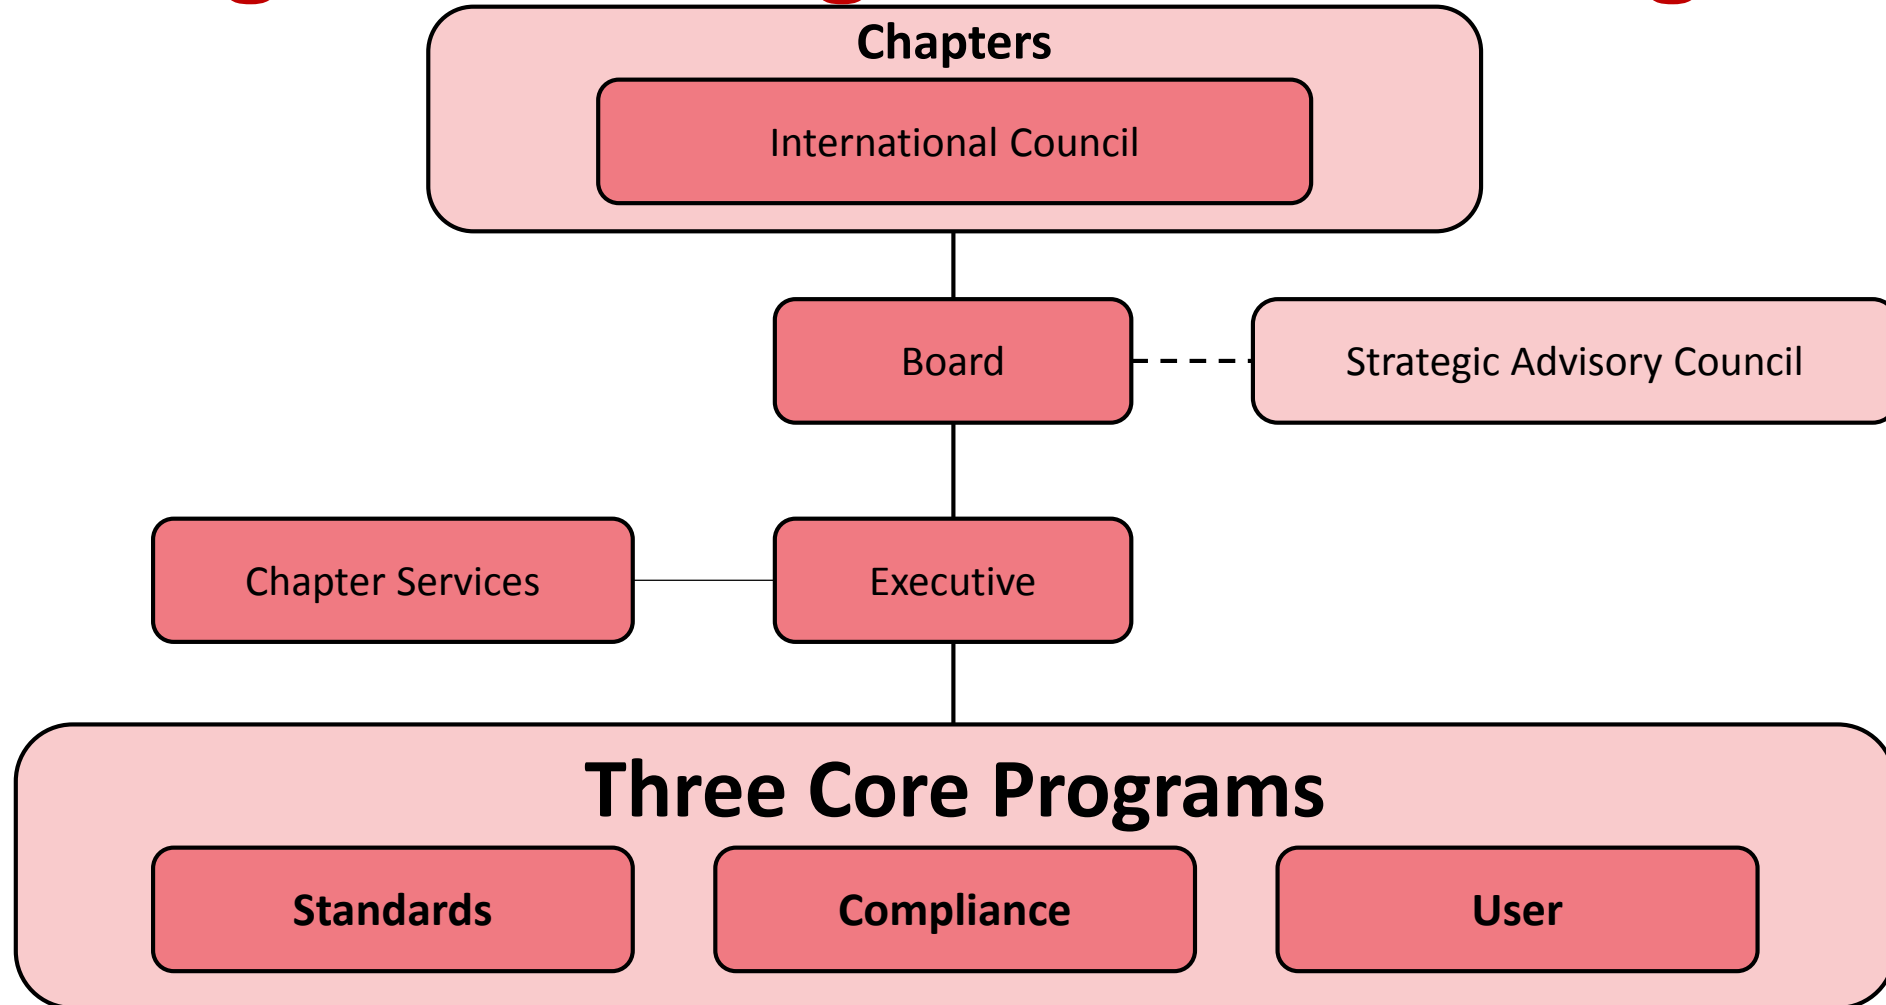 Chapters
International Council
Board
Strategic Advisory Council
Chapter Services
Executive
Three Core Programs
Standards
Compliance
User